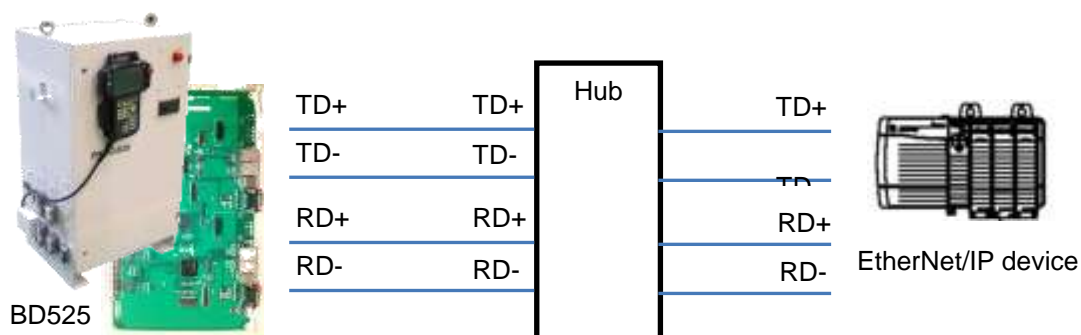 Hub
TD+ TD+ TD+
TD- TD-
RD+ RD+ RD+
RD- RD- RD-
EtherNet/IP device
BD525